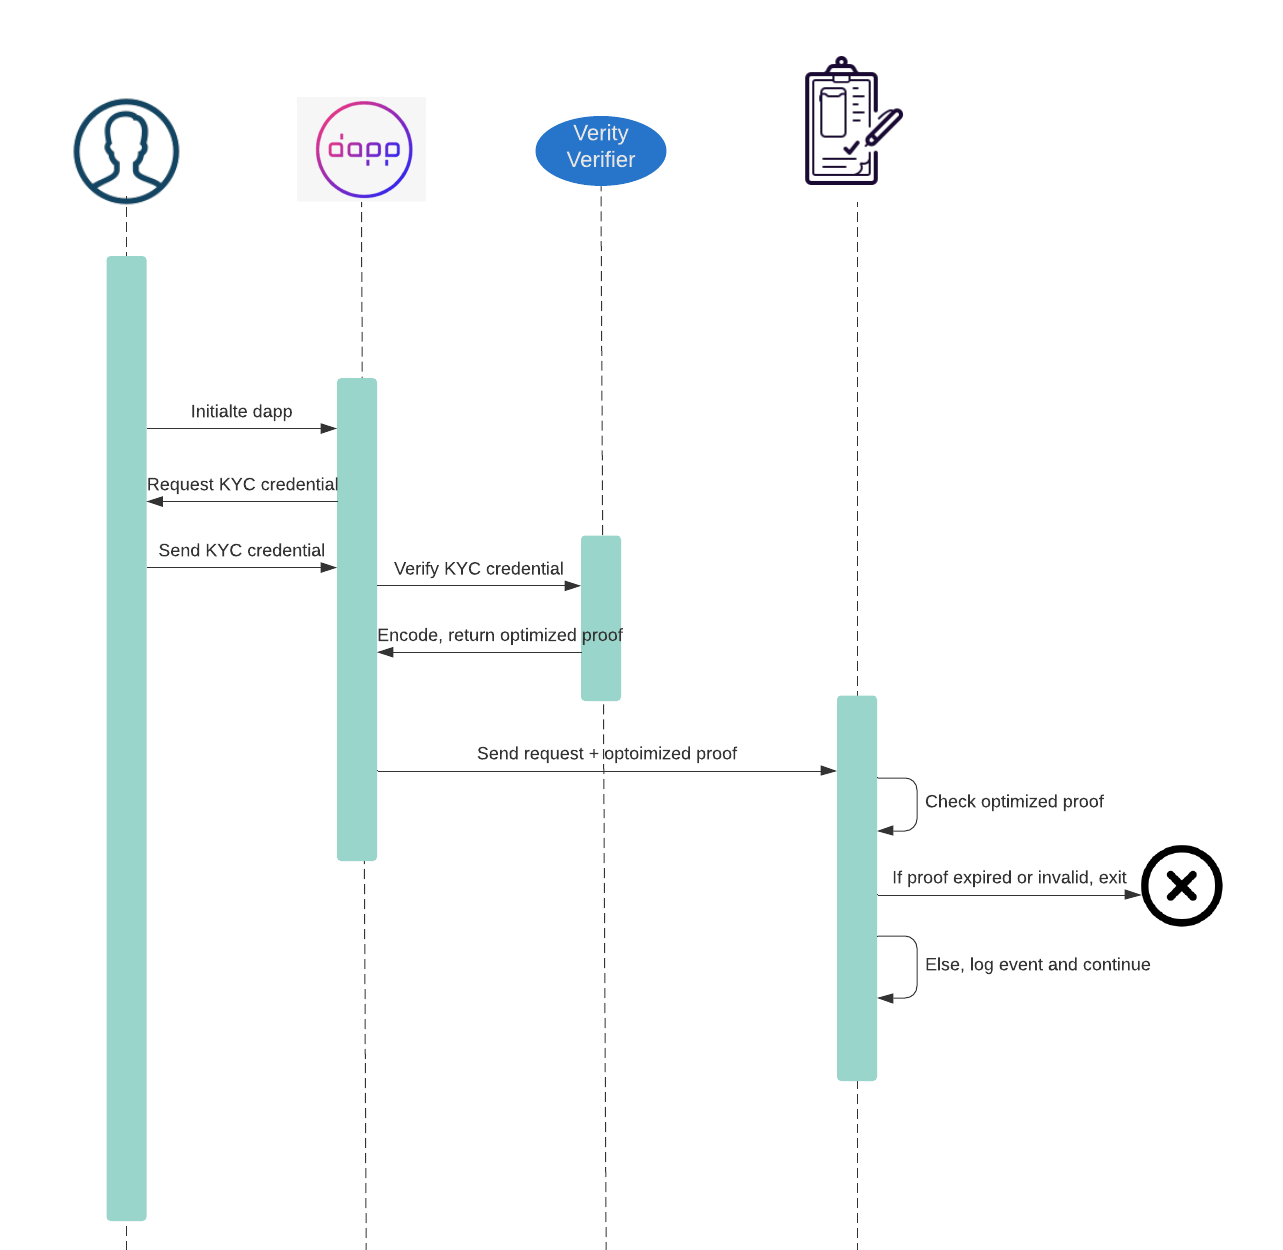 dapp
Verity
Verifier
Initialte dapp
Request KYC credential
Send KYC credential
Verify KYC credential
Encode, return optimized proof
Send request + optoimized proof
Check optimized proof
If proof expired or invalid, exit
Else, log event and continue